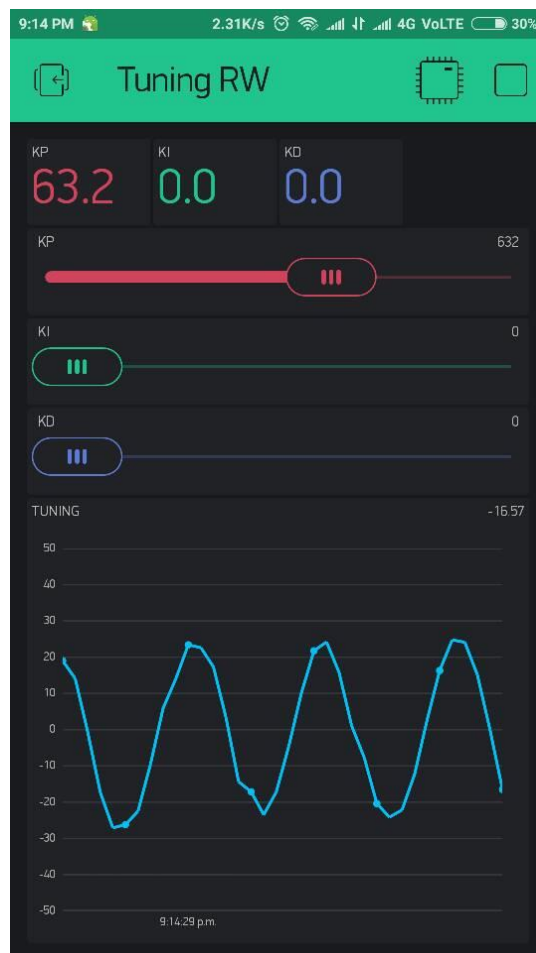 9:14 PM 2.31K/s 4G VoLTE 30%
Tuning RW
KP KI KD
63.2 0.0 0.0
KP 632
KI 0
KD 0
TUNING -16.57
50
40
30
20
10
0
-10
-20
-30
-40
-50
9:14:29 p.m.